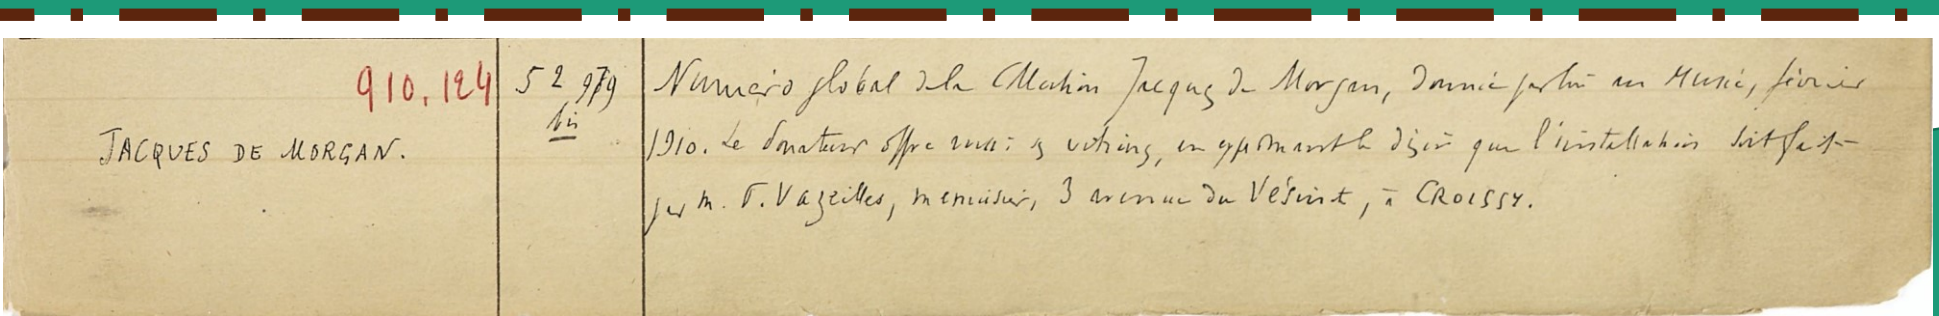 910.124
52 979
bis
JACQUES DE MORGAN.
Numéro global de la Collection Jacques de Morgan, donnée par lui au Musée, février
1910. Le donateur offre aussi les vitrines, en exprimant le désir que l'installation soit faite
par M. F. Vazeilles, menuisier, 3 avenue du Vésinet, à CROISSY.